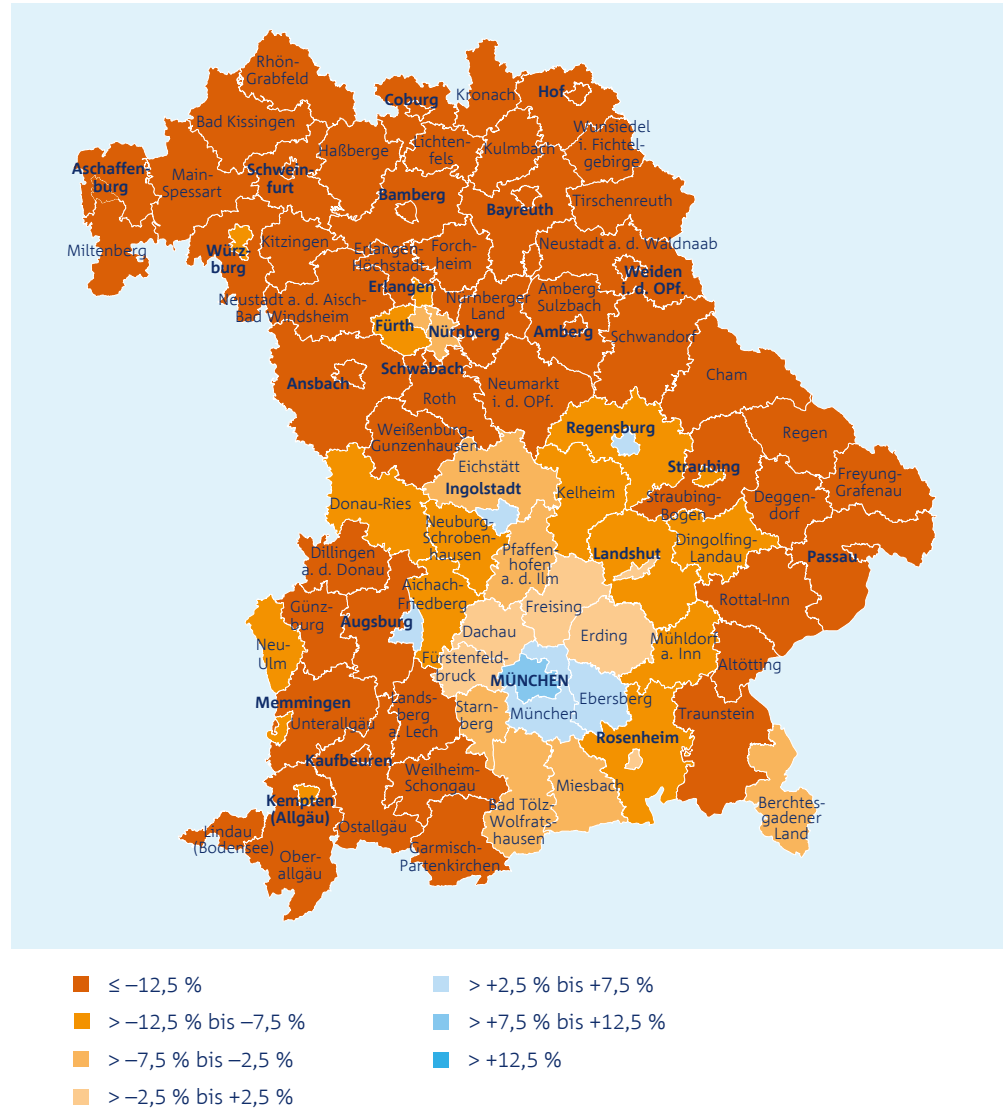 Rhön-
Grabfeld
Coburg
Kronach
Hof
Bad Kissingen
Haßberge
Lichten-
fels
Kulmbach
Wunsiedel
i. Fichtel-
gebirge
Aschaffen-
burg
Main-
Spessart
Schwein-
furt
Bamberg
Bayreuth
Tirschenreuth
Miltenberg
Würz-
burg
Kitzingen
Erlangen-
Höchstadt
Forch-
heim
Neustadt a. d. Waldnaab
Weiden
i. d. OPf.
Erlangen
Neustadt a. d. Aisch-
Bad Windsheim
Nürnberger
Land
Amberg
Sulzbach
Fürth
Nürnberg
Amberg
Schwandorf
Ansbach
Schwabach
Roth
Neumarkt
i. d. OPf.
Cham
Weißenburg-
Gunzenhausen
Regensburg
Regen
Eichstätt
Ingolstadt
Straubing
Freyung-
Grafenau
Donau-Ries
Kelheim
Straubing-
Bogen
Deggen-
dorf
Neuburg-
Schroben-
hausen
Dingolfing-
Landau
Dillingen
a. d. Donau
Pfaffen-
hofen
a. d. Ilm
Landshut
Passau
Aichach-
Friedberg
Günz-
burg
Augsburg
Freising
Rottal-Inn
Dachau
Erding
Mühldorf
a. Inn
Neu-
Ulm
Fürstenfeld-
bruck
Altötting
MÜNCHEN
Memmingen
Unterallgäu
Lands-
berg
a. Lech
Starn-
berg
München
Ebersberg
Traunstein
Rosenheim
Kaufbeuren
Weilheim-
Schongau
Miesbach
Kempten
(Allgäu)
Bad Tölz-
Wolfrats-
hausen
Berchtes-
gadener
Land
Lindau
(Bodensee)
Ostallgäu
Ober-
allgäu
Garmisch-
Partenkirchen
≤ –12,5 %
> –12,5 % bis –7,5 %
> –7,5 % bis –2,5 %
> –2,5 % bis +2,5 %
> +2,5 % bis +7,5 %
> +7,5 % bis +12,5 %
> +12,5 %